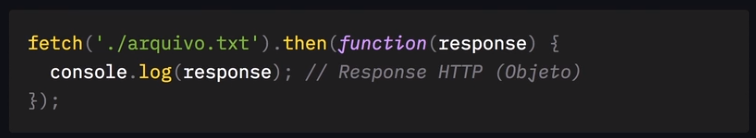 fetch('./arquivo.txt').then(function(response) {
  console.log(response); // Response HTTP (Objeto)
});